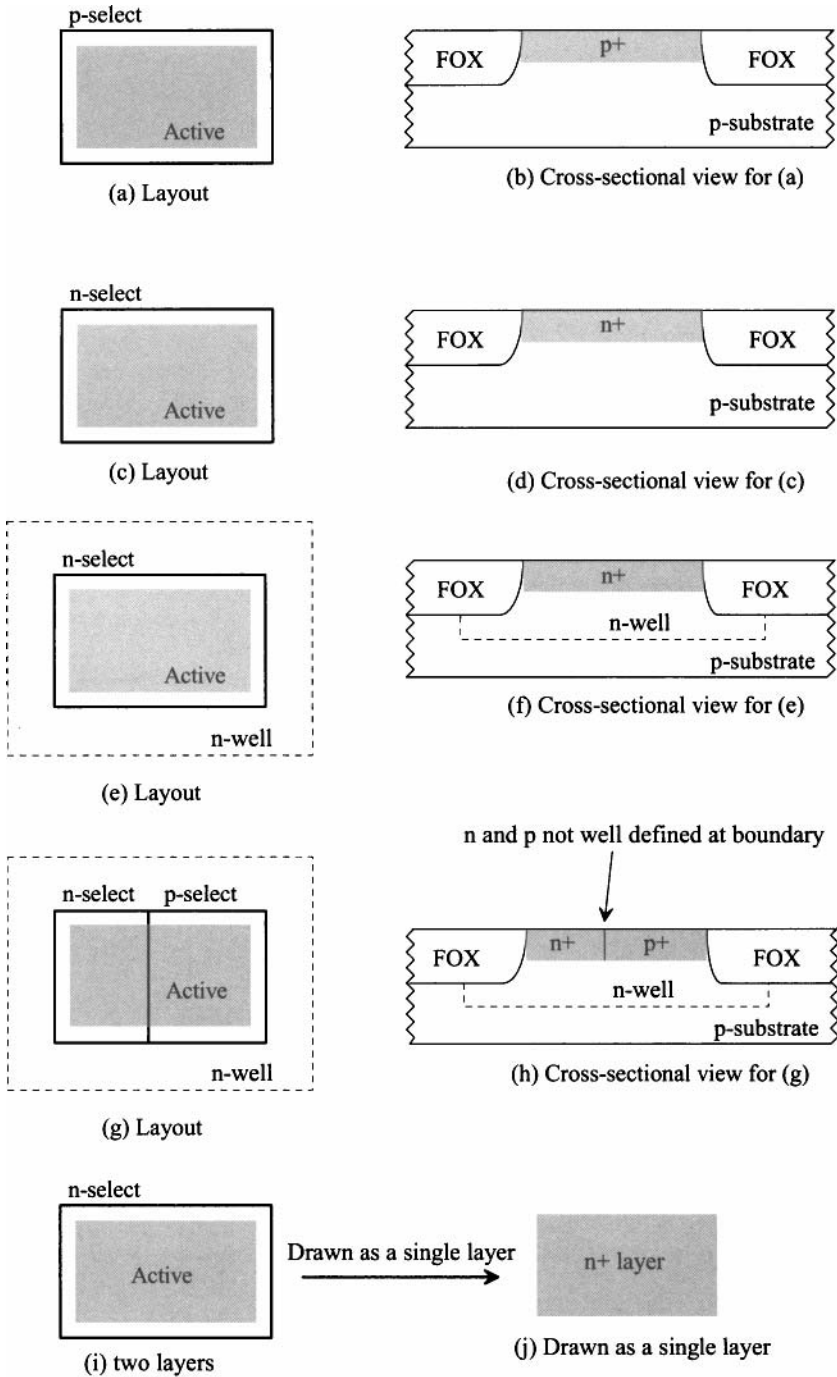 p-select
Active
(a) Layout
FOX
p+
FOX
p-substrate
(b) Cross-sectional view for (a)
n-select
Active
(c) Layout
FOX
n+
FOX
p-substrate
(d) Cross-sectional view for (c)
n-select
Active
n-well
(e) Layout
FOX
n+
FOX
n-well
p-substrate
(f) Cross-sectional view for (e)
n-select
p-select
Active
n-well
(g) Layout
n and p not well defined at boundary
FOX
n+
p+
FOX
n-well
p-substrate
(h) Cross-sectional view for (g)
n-select
Active
(i) two layers
Drawn as a single layer
n+ layer
(j) Drawn as a single layer